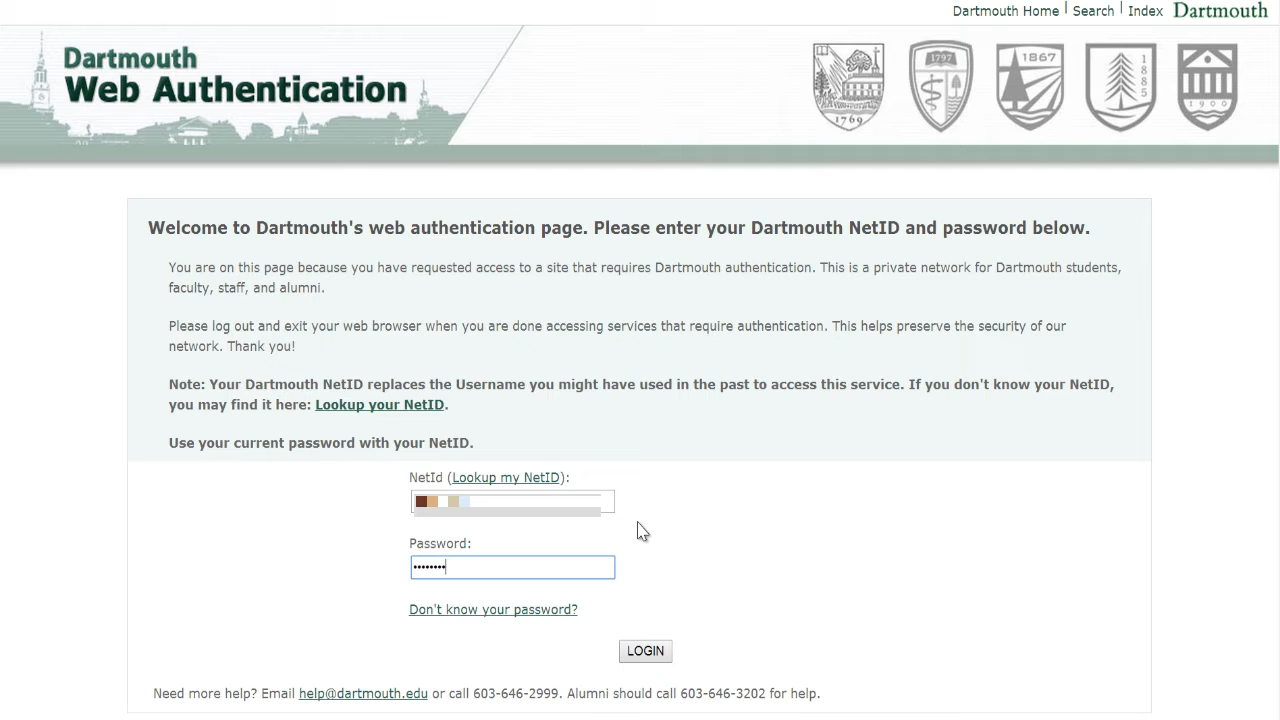 Dartmouth Home | Search | Index Dartmouth
Dartmouth
Web Authentication
1769
1797
1867
1885
1900
Welcome to Dartmouth's web authentication page. Please enter your Dartmouth NetID and password below.
You are on this page because you have requested access to a site that requires Dartmouth authentication. This is a private network for Dartmouth students,
faculty, staff, and alumni.
Please log out and exit your web browser when you are done accessing services that require authentication. This helps preserve the security of our
network. Thank you!
Note: Your Dartmouth NetID replaces the Username you might have used in the past to access this service. If you don't know your NetID,
you may find it here: Lookup your NetID.
Use your current password with your NetID.
NetId (Lookup my NetID):
Password:
••••••••
Don't know your password?
LOGIN
Need more help? Email help@dartmouth.edu or call 603-646-2999. Alumni should call 603-646-3202 for help.